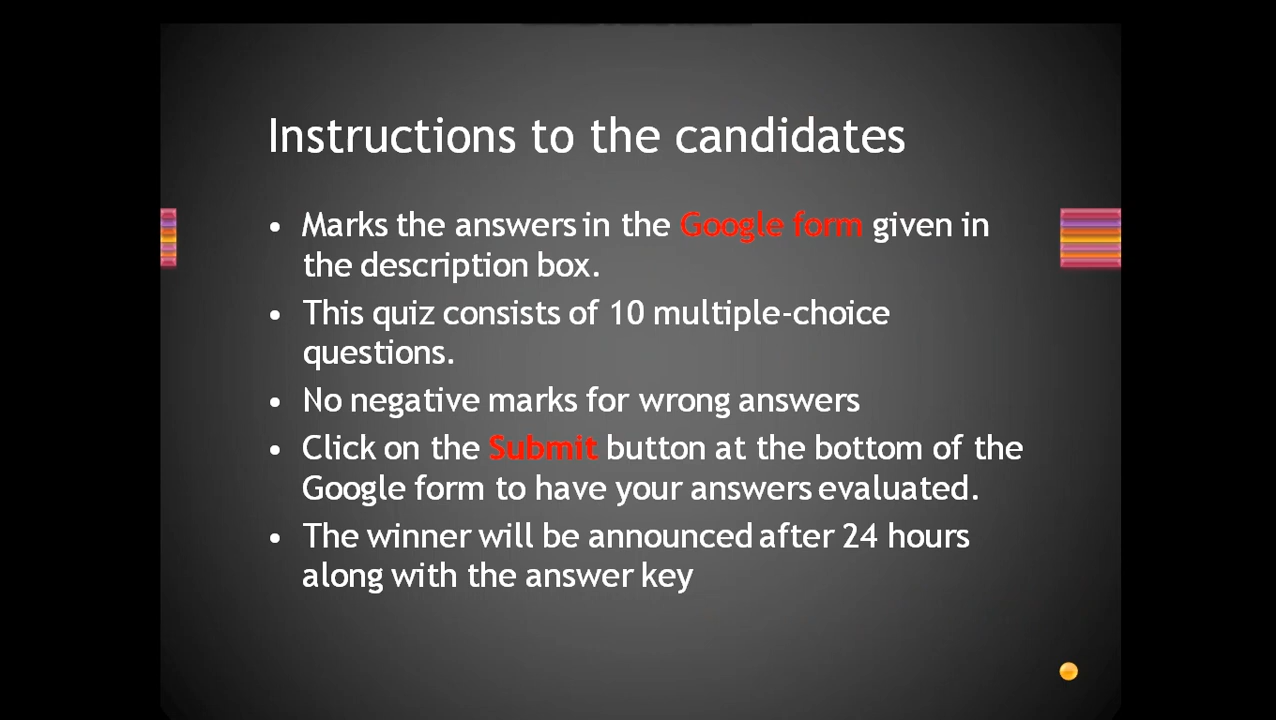 Instructions to the candidates
• Marks the answers in the Google form given in
the description box.
• This quiz consists of 10 multiple-choice
questions.
• No negative marks for wrong answers
• Click on the Submit button at the bottom of the
Google form to have your answers evaluated.
• The winner will be announced after 24 hours
along with the answer key